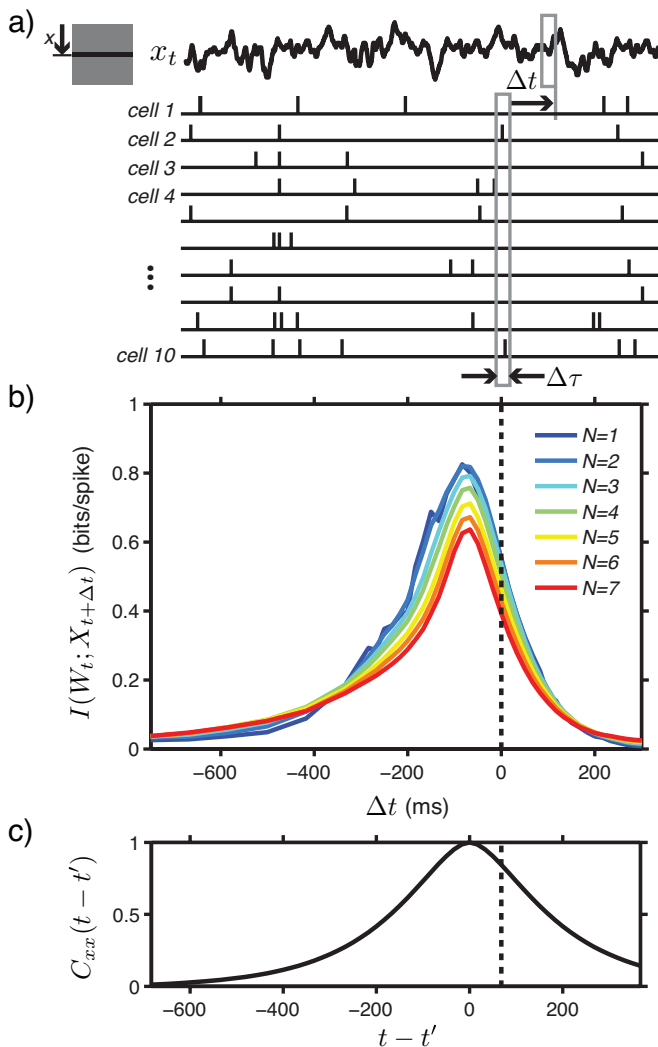 a)
x
x_t
Δt
cell 1
cell 2
cell 3
cell 4
cell 10
Δτ
b)
I(W_t; X_{t+Δt}) (bits/spike)
1
0.8
0.6
0.4
0.2
0
N=1
N=2
N=3
N=4
N=5
N=6
N=7
−600 −400 −200 0 200
Δt (ms)
c)
C_{xx}(t − t′)
1
0.5
0
−600 −400 −200 0 200
t − t′